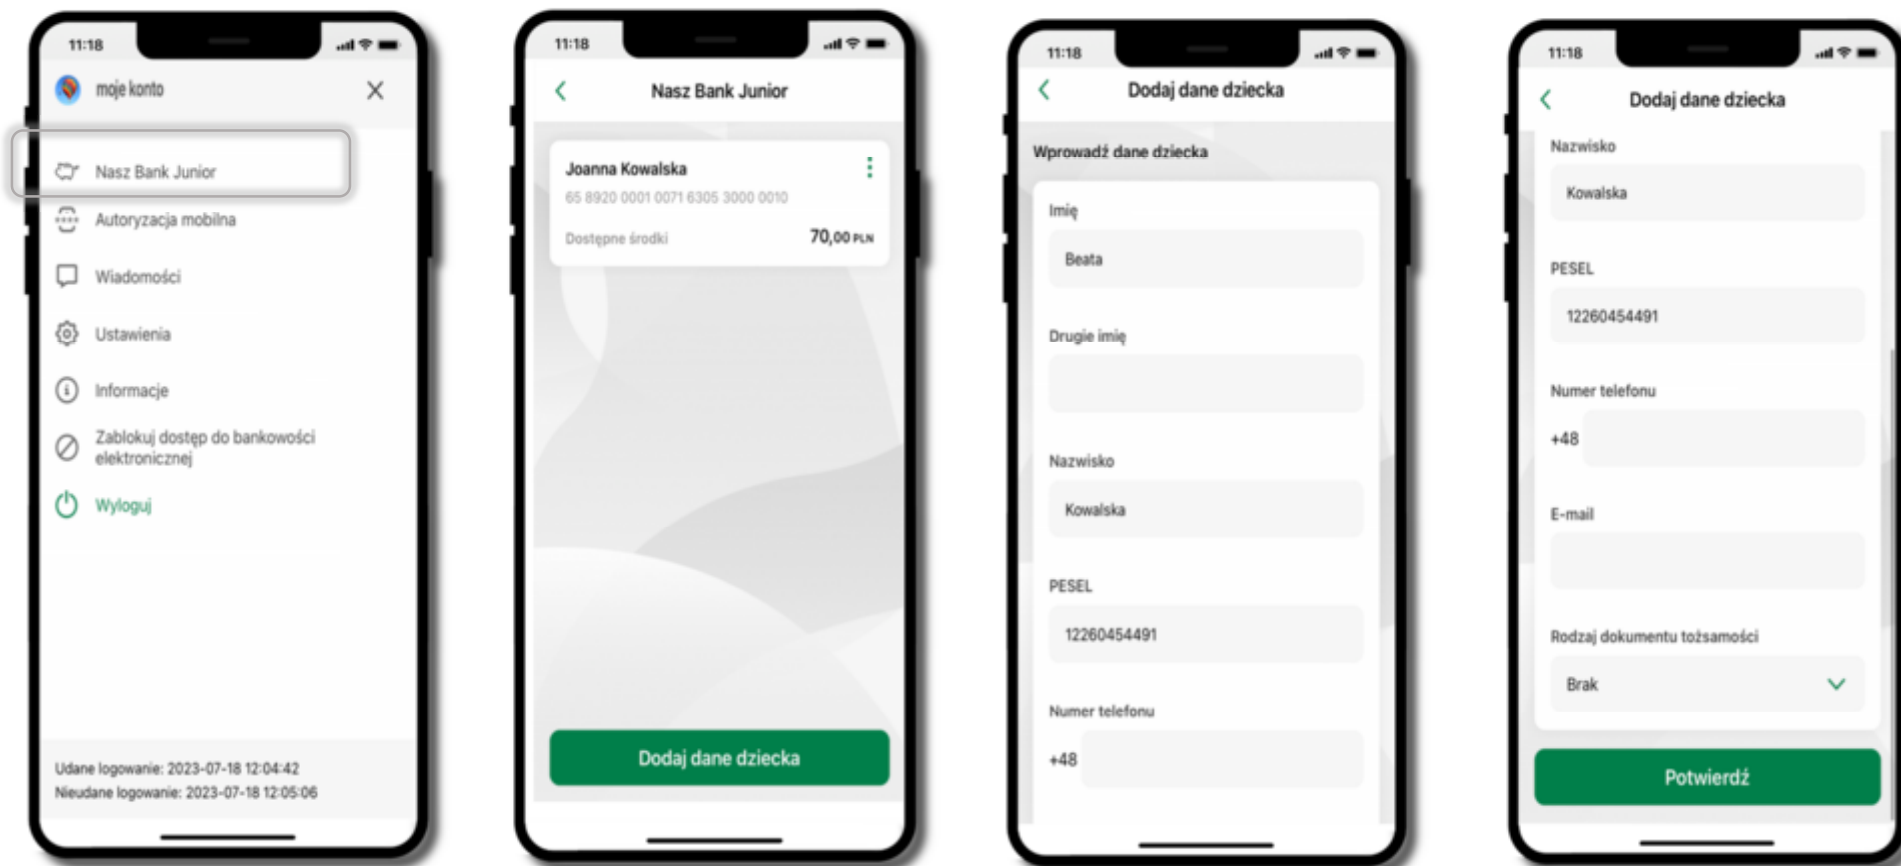 11:18
moje konto
Nasz Bank Junior
Autoryzacja mobilna
Wiadomości
Ustawienia
Informacje
Zablokuj dostęp do bankowości
elektronicznej
Wyloguj
Udane logowanie: 2023-07-18 12:04:42
Nieudane logowanie: 2023-07-18 12:05:06
11:18
Nasz Bank Junior
Joanna Kowalska
65 8920 0001 0071 6305 3000 0010
Dostępne środki 70,00 PLN
Dodaj dane dziecka
11:18
Dodaj dane dziecka
Wprowadź dane dziecka
Imię
Beata
Drugie imię
Nazwisko
Kowalska
PESEL
12260454491
Numer telefonu
+48
11:18
Dodaj dane dziecka
Nazwisko
Kowalska
PESEL
12260454491
Numer telefonu
+48
E-mail
Rodzaj dokumentu tożsamości
Brak
Potwierdź